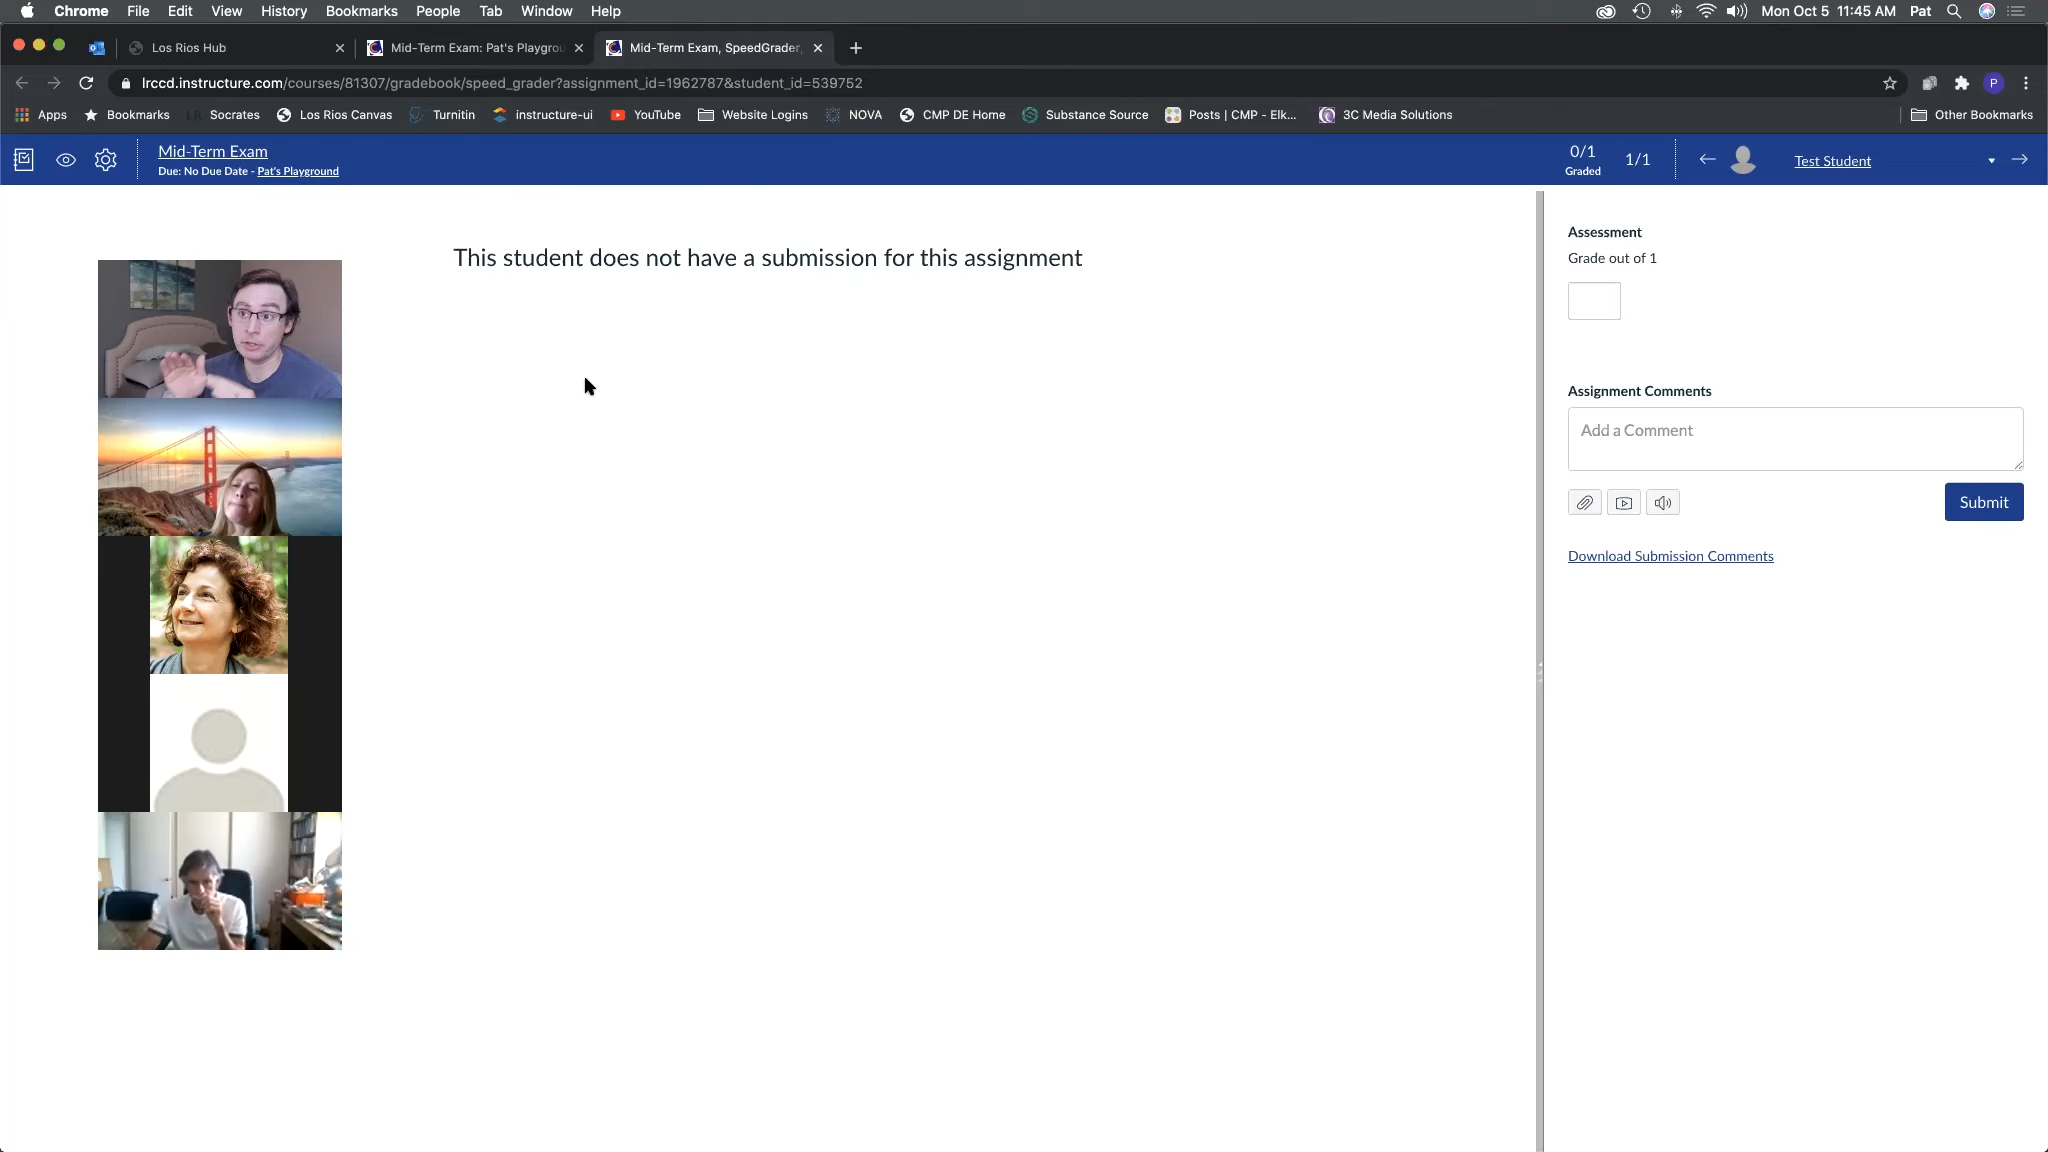 Chrome File Edit View History Bookmarks People Tab Window Help Mon Oct 5 11:45 AM Pat
Los Rios Hub Mid-Term Exam: Pat's Playgrou Mid-Term Exam, SpeedGrader,
lrccd.instructure.com/courses/81307/gradebook/speed_grader?assignment_id=1962787&student_id=539752 P
Apps Bookmarks LR Socrates Los Rios Canvas Turnitin instructure-ui YouTube Website Logins NOVA CMP DE Home Substance Source Posts | CMP - Elk... 3C Media Solutions Other Bookmarks
Mid-Term Exam
Due: No Due Date - Pat's Playground
0/1
Graded
1/1
Test Student
This student does not have a submission for this assignment
Assessment
Grade out of 1
Assignment Comments
Add a Comment
Submit
Download Submission Comments